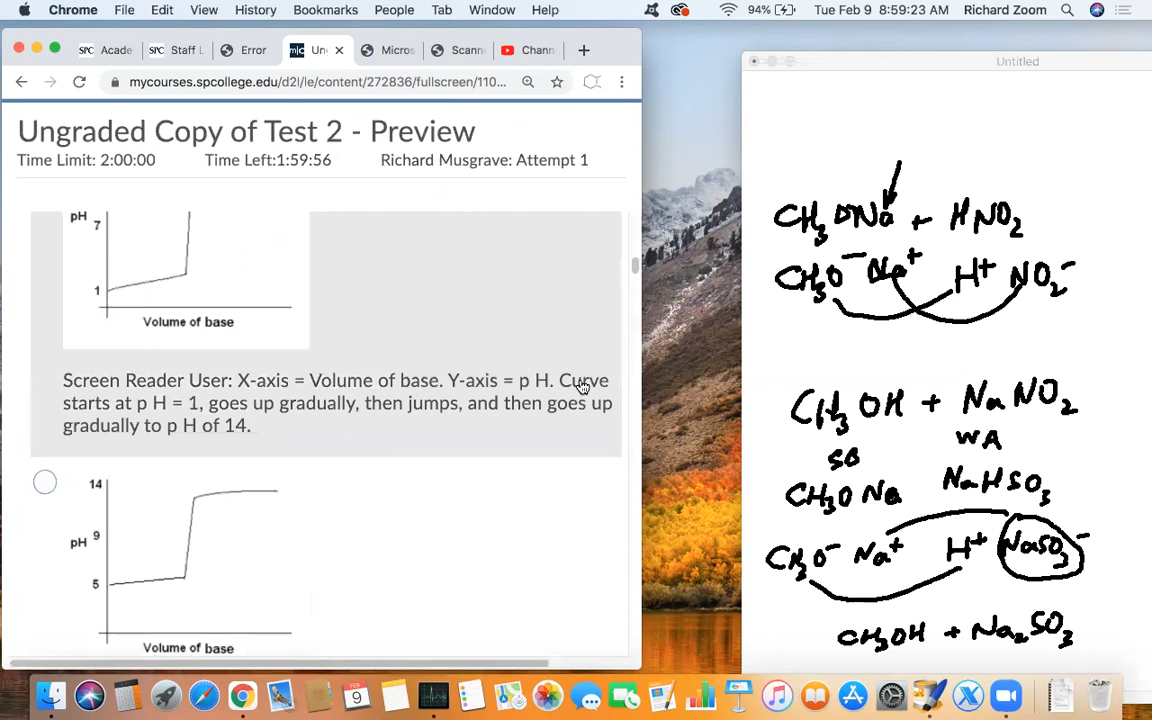 Chrome File Edit View History Bookmarks People Tab Window Help 94% Tue Feb 9 8:59:23 AM Richard Zoom
SPC Acade SPC Staff L Error Un Micros Scann Chann
mycourses.spcollege.edu/d2l/le/content/272836/fullscreen/110...
Untitled
Ungraded Copy of Test 2 - Preview
Time Limit: 2:00:00 Time Left:1:59:56 Richard Musgrave: Attempt 1
pH 7
1
Volume of base
Screen Reader User: X-axis = Volume of base. Y-axis = p H. Curve
starts at p H = 1, goes up gradually, then jumps, and then goes up
gradually to p H of 14.
14
9
pH
5
Volume of base
CH₃ONa + HNO₂
CH₃O⁻ Na⁺ H⁺ NO₂⁻
CH₃OH + NaNO₂
SB WA
CH₃ONa NaHSO₃
CH₃O⁻ Na⁺ H⁺ NaSO₃⁻
CH₃OH + Na₂SO₃